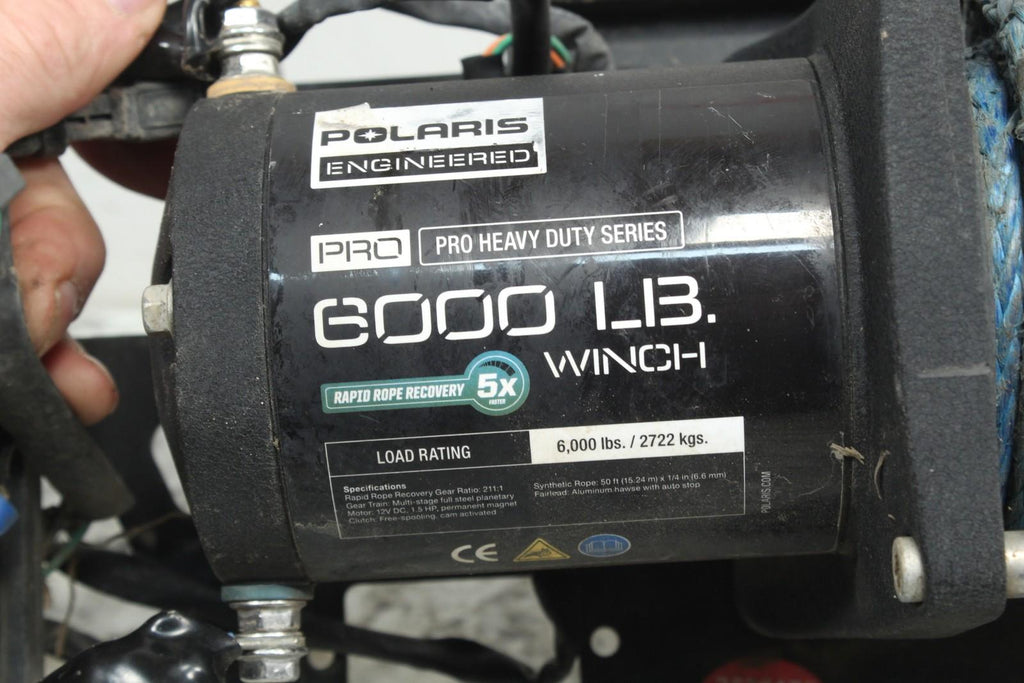 POLARIS
ENGINEERED
PRO PRO HEAVY DUTY SERIES
6000 LB.
WINCH
RAPID ROPE RECOVERY 5X
FASTER
LOAD RATING 6,000 lbs. / 2722 kgs.
Specifications
Rapid Rope Recovery Gear Ratio: 211:1
Gear Train: Multi-stage full steel planetary
Motor: 12V DC, 1.5 HP, permanent magnet
Clutch: Free-spooling, cam activated
Synthetic Rope: 50 ft (15.24 m) x 1/4 in (6.6 mm)
Fairlead: Aluminum hawse with auto stop
POLARIS.COM
CE